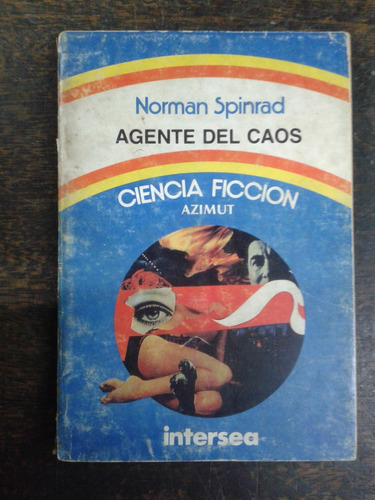 Norman Spinrad
AGENTE DEL CAOS
CIENCIA FICCION
AZIMUT
intersea